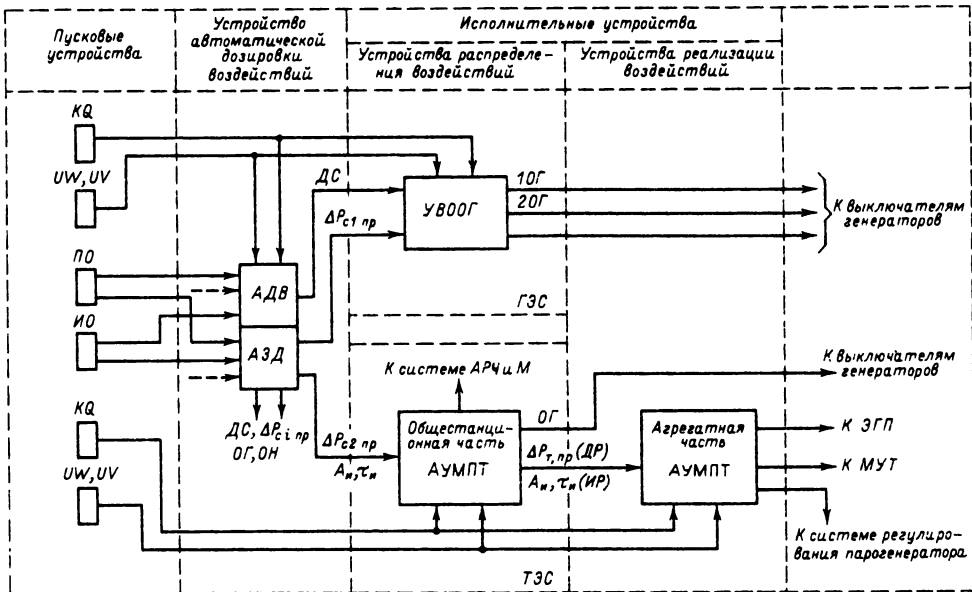 Пусковые
устройства
Устройство
автоматической
дозировки
воздействий
Исполнительные устройства
Устройства распределе-
ния воздействий
Устройства реализации
воздействий
KQ
UW, UV
ПО
ИО
KQ
UW, UV
АДВ
АЗД
ДС, ΔPсi пр
ОГ, ОН
ДС
ΔPс1 пр
УВООГ
1ОГ
2ОГ
К выключателям
генераторов
ГЭС
К системе АРЧ и М
ΔPс2 пр
Aи, τи
Общестанци-
онная часть
АУМПТ
ОГ
ΔPт,пр (ДР)
Aи, τи (ИР)
К выключателям
генераторов
Агрегатная
часть
АУМПТ
К ЭГП
К МУТ
К системе регулиро-
вания парогенератора
ТЭС